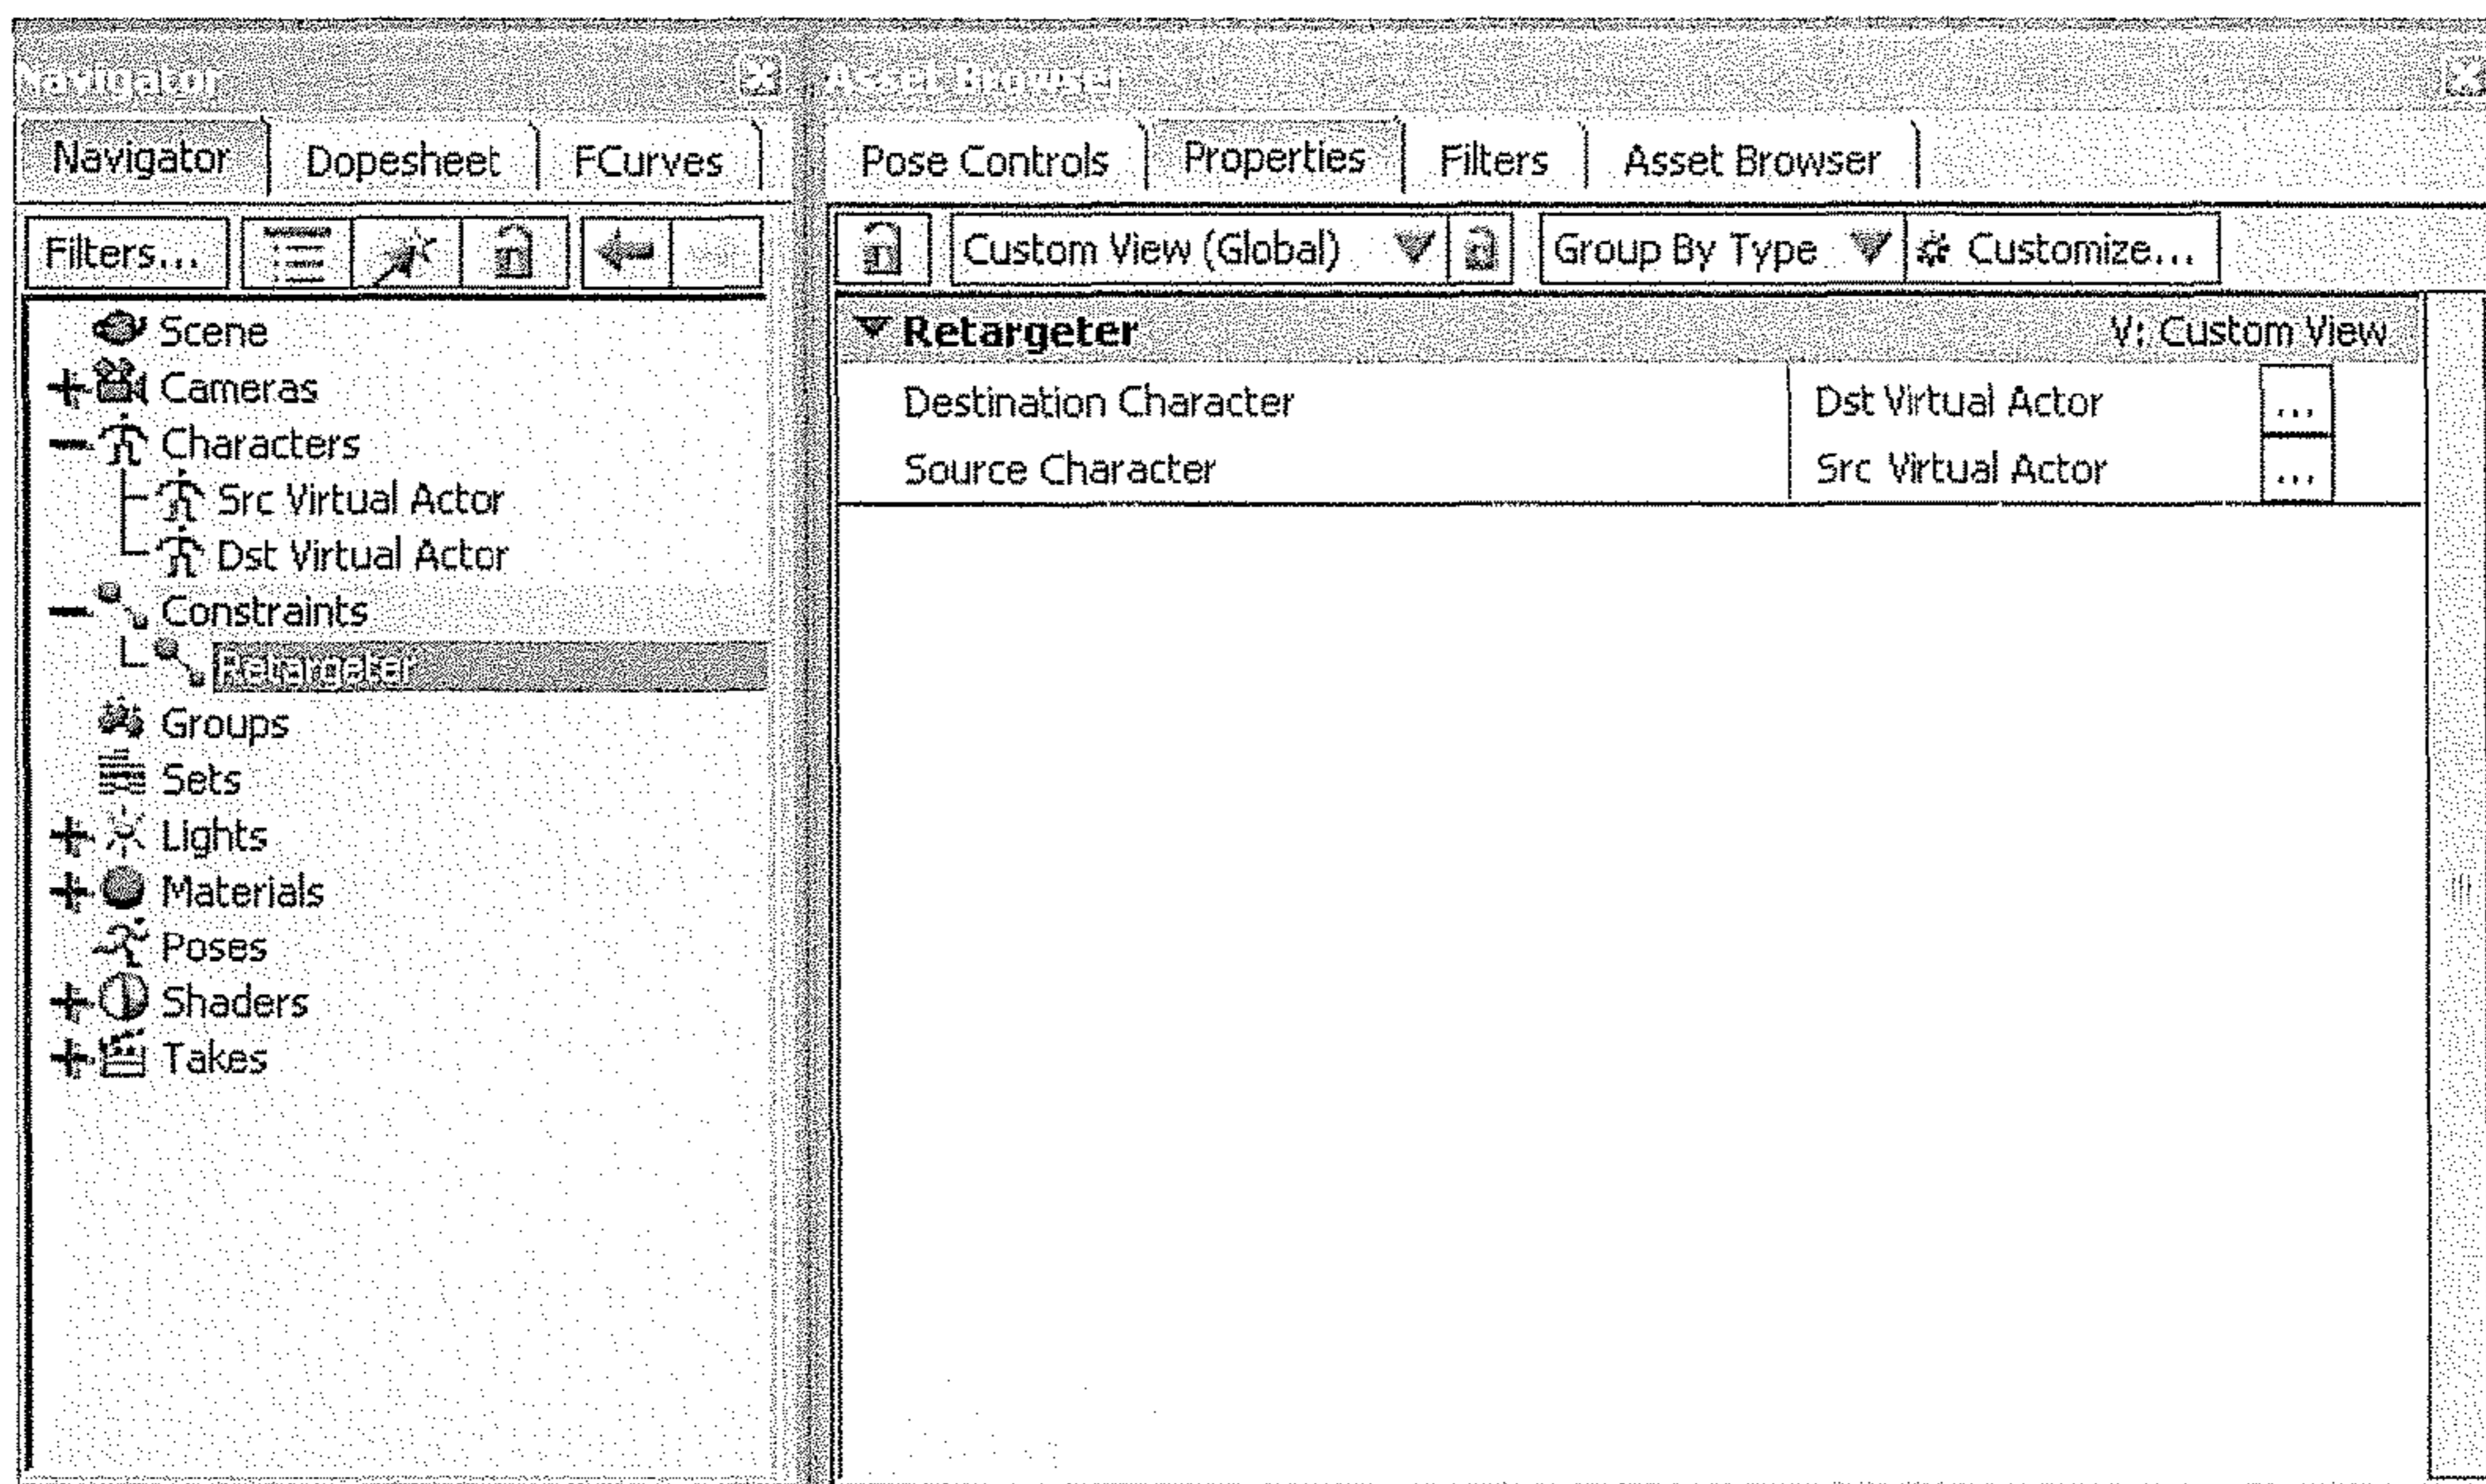 Navigator
Asset Browser
Navigator Dopesheet FCurves
Pose Controls Properties Filters Asset Browser
Filters...
Custom View (Global) Group By Type Customize...
Scene
Cameras
Characters
Src Virtual Actor
Dst Virtual Actor
Constraints
Retargeter
Groups
Sets
Lights
Materials
Poses
Shaders
Takes
Retargeter V: Custom View
Destination Character Dst Virtual Actor ...
Source Character Src Virtual Actor ...